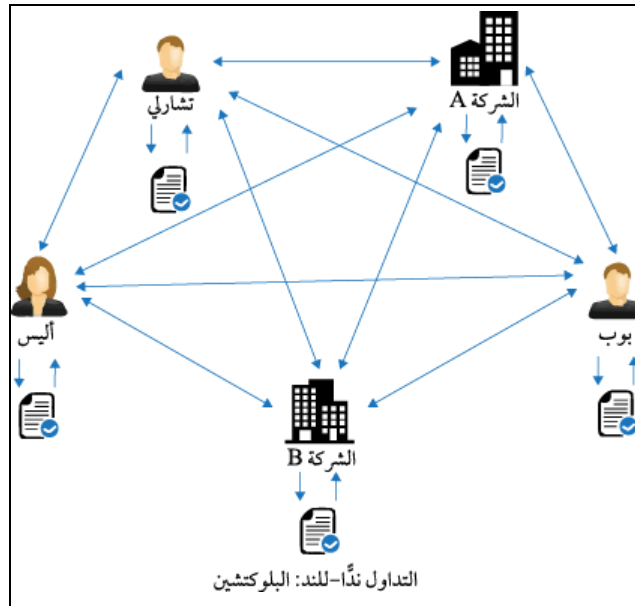 تشارلي
الشركة A
أليس
بوب
الشركة B
التداول ندًّا-للند: البلوكتشين